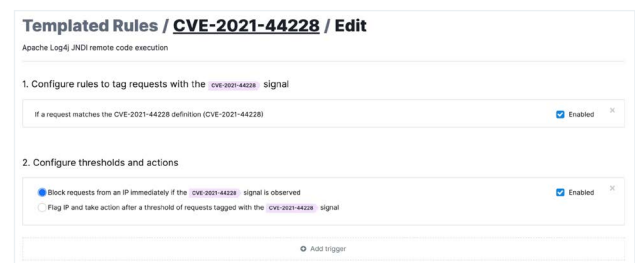 Templated Rules / CVE-2021-44228 / Edit
Apache Log4j JNDI remote code execution
1. Configure rules to tag requests with the CVE-2021-44228 signal
If a request matches the CVE-2021-44228 definition (CVE-2021-44228)
Enabled
2. Configure thresholds and actions
Block requests from an IP immediately if the CVE-2021-44228 signal is observed
Enabled
Flag IP and take action after a threshold of requests tagged with the CVE-2021-44228 signal
Add trigger